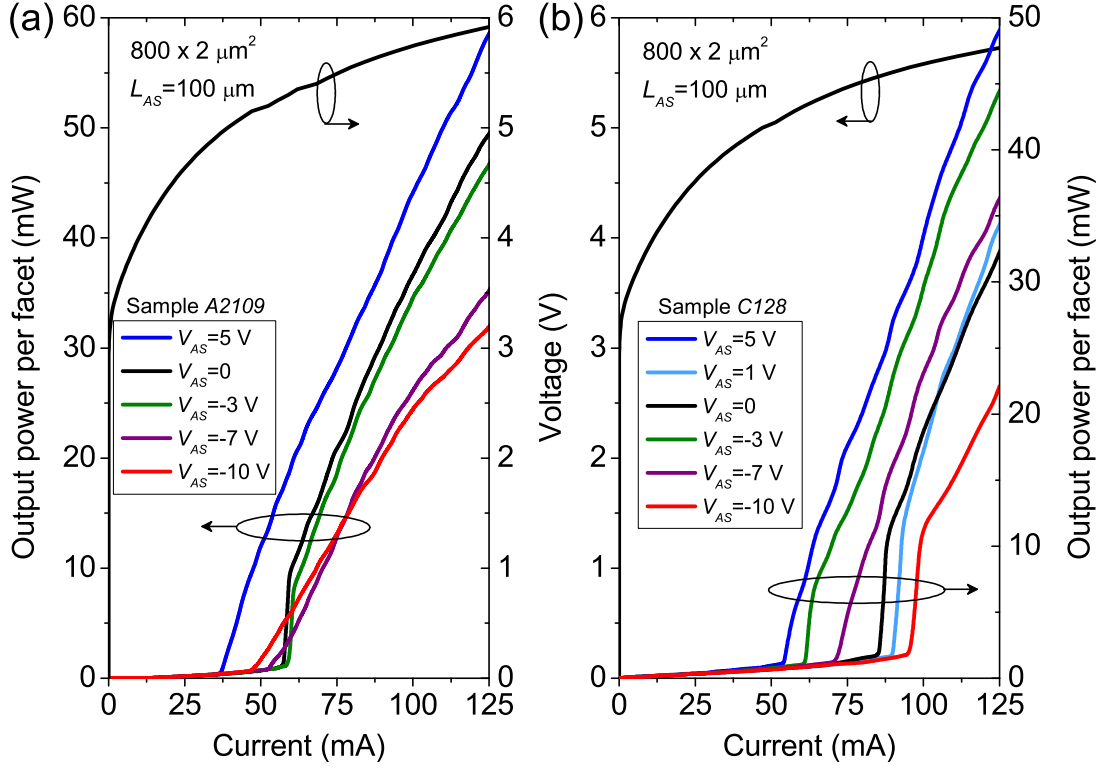 (a)
800 x 2 μm²
L_AS=100 μm
Output power per facet (mW)
60
50
40
30
20
10
0
Sample A2109
V_AS=5 V
V_AS=0
V_AS=-3 V
V_AS=-7 V
V_AS=-10 V
6
5
4
3
2
1
0
0 25 50 75 100 125
Current (mA)
(b)
800 x 2 μm²
L_AS=100 μm
Voltage (V)
6
5
4
3
2
1
0
Sample C128
V_AS=5 V
V_AS=1 V
V_AS=0
V_AS=-3 V
V_AS=-7 V
V_AS=-10 V
50
40
30
20
10
0
Output power per facet (mW)
0 25 50 75 100 125
Current (mA)